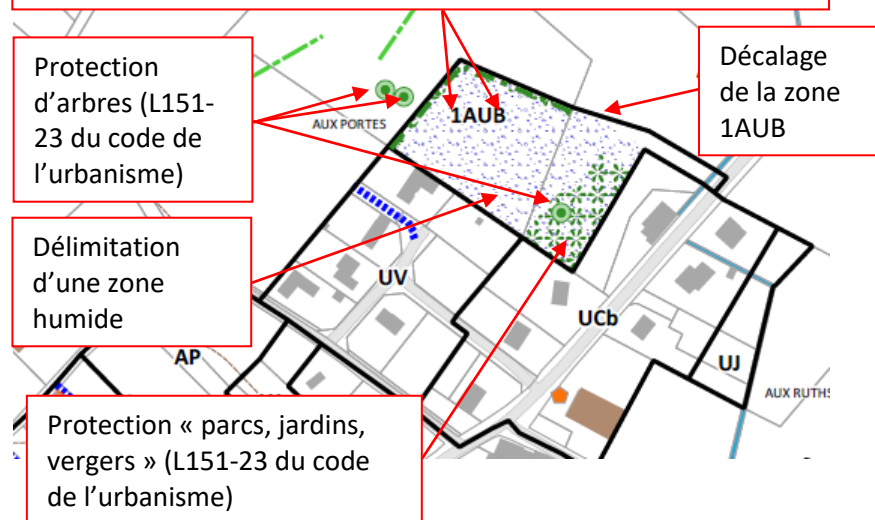 Protection
d’arbres (L151-
23 du code de
l’urbanisme)
Décalage
de la zone
1AUB
AUX PORTES
1AUB
Délimitation
d’une zone
humide
UV
UCb
AP
UJ
AUX RUTHS
Protection « parcs, jardins,
vergers » (L151-23 du code
de l’urbanisme)